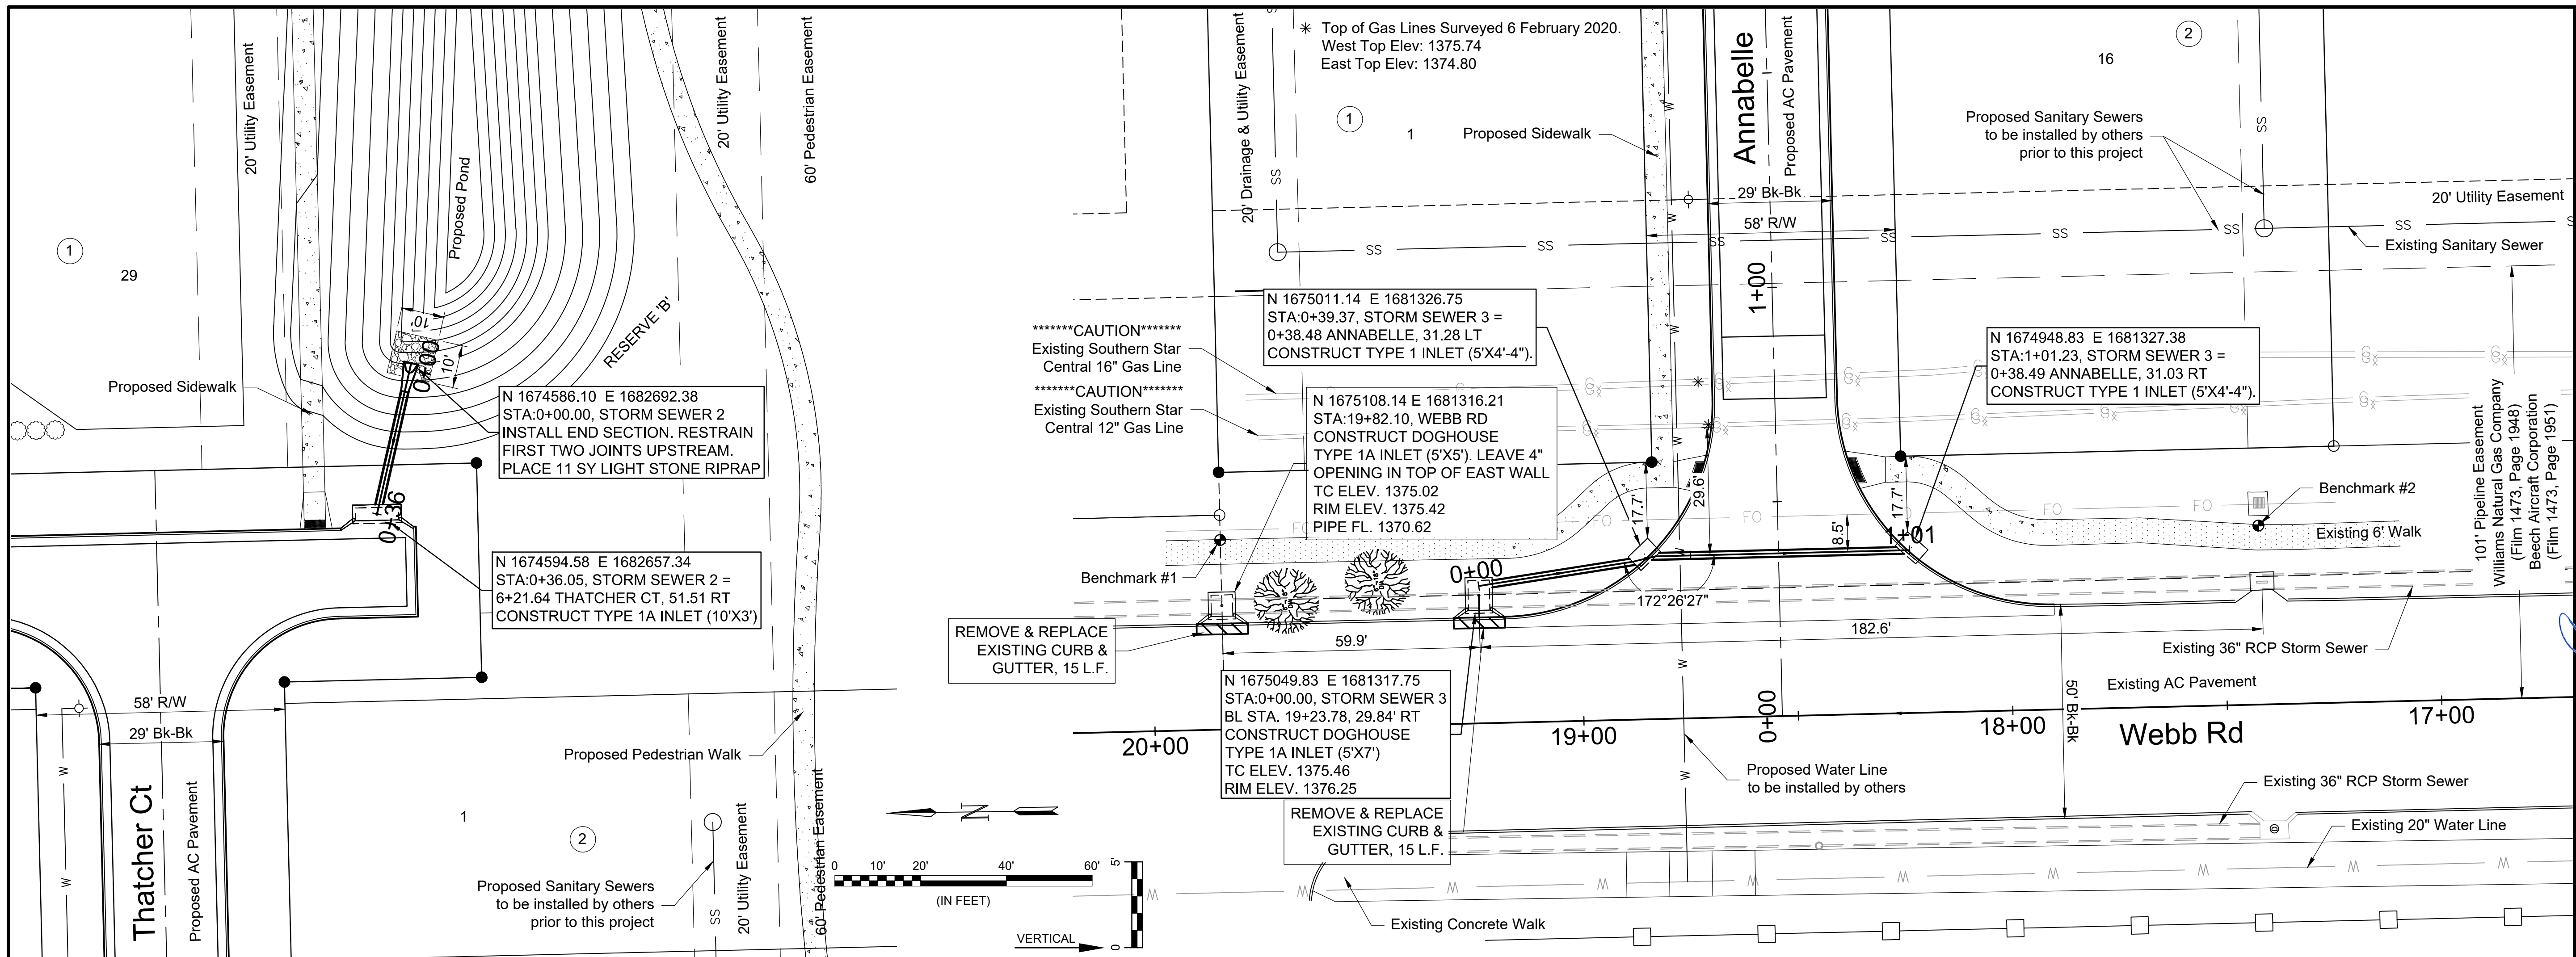 20' Utility Easement
Proposed Pond
20' Utility Easement
60' Pedestrian Easement
1
29
10'
10'
0+00
RESERVE 'B'
Proposed Sidewalk
N 1674586.10 E 1682692.38
STA:0+00.00, STORM SEWER 2
INSTALL END SECTION. RESTRAIN
FIRST TWO JOINTS UPSTREAM.
PLACE 11 SY LIGHT STONE RIPRAP
0+36
N 1674594.58 E 1682657.34
STA:0+36.05, STORM SEWER 2 =
6+21.64 THATCHER CT, 51.51 RT
CONSTRUCT TYPE 1A INLET (10'X3')
58' R/W
29' Bk-Bk
W
W
Thatcher Ct
Proposed AC Pavement
Proposed Pedestrian Walk
1
2
Proposed Sanitary Sewers
to be installed by others
prior to this project
SS
20' Utility Easement
60' Pedestrian Easement
N
0 10' 20' 40' 60'
(IN FEET)
VERTICAL
0
5'
20' Drainage & Utility Easement
S
SS
* Top of Gas Lines Surveyed 6 February 2020.
West Top Elev: 1375.74
East Top Elev: 1374.80
1
1
Proposed Sidewalk
Annabelle
Proposed AC Pavement
2
16
Proposed Sanitary Sewers
to be installed by others
prior to this project
SS
29' Bk-Bk
58' R/W
20' Utility Easement
SS SS SS SS SS SS SS SS S
Existing Sanitary Sewer
1+00
N 1675011.14 E 1681326.75
STA:0+39.37, STORM SEWER 3 =
0+38.48 ANNABELLE, 31.28 LT
CONSTRUCT TYPE 1 INLET (5'X4'-4").
*******CAUTION*******
Existing Southern Star
Central 16" Gas Line
*******CAUTION*******
Existing Southern Star
Central 12" Gas Line
N 1674948.83 E 1681327.38
STA:1+01.23, STORM SEWER 3 =
0+38.49 ANNABELLE, 31.03 RT
CONSTRUCT TYPE 1 INLET (5'X4'-4").
N 1675108.14 E 1681316.21
STA:19+82.10, WEBB RD
CONSTRUCT DOGHOUSE
TYPE 1A INLET (5'X5'). LEAVE 4"
OPENING IN TOP OF EAST WALL
TC ELEV. 1375.02
RIM ELEV. 1375.42
PIPE FL. 1370.62
101' Pipeline Easement
Williams Natural Gas Company
(Film 1473, Page 1948)
Beech Aircraft Corporation
(Film 1473, Page 1951)
17.7'
29.6'
17.7'
8.5'
FO
FO
FO
Benchmark #2
Existing 6' Walk
1+01
0+00
Benchmark #1
172°26'27"
REMOVE & REPLACE
EXISTING CURB &
GUTTER, 15 L.F.
59.9'
182.6'
Existing 36" RCP Storm Sewer
N 1675049.83 E 1681317.75
STA:0+00.00, STORM SEWER 3
BL STA. 19+23.78, 29.84' RT
CONSTRUCT DOGHOUSE
TYPE 1A INLET (5'X7')
TC ELEV. 1375.46
RIM ELEV. 1376.25
Existing AC Pavement
50' Bk-Bk
20+00
19+00
0+00
18+00
17+00
Webb Rd
Proposed Water Line
to be installed by others
Existing 36" RCP Storm Sewer
REMOVE & REPLACE
EXISTING CURB &
GUTTER, 15 L.F.
Existing 20" Water Line
W W W W W W W W
Existing Concrete Walk